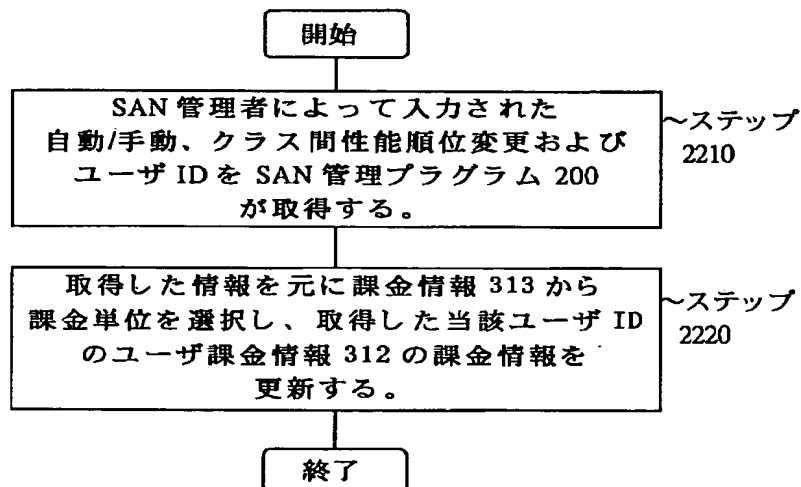 開始
SAN 管理者によって入力された
自動/手動、クラス間性能順位変更および
ユーザ ID を SAN 管理プラグラム 200
が取得する。
～ステップ
2210
取得した情報を元に課金情報 313 から
課金単位を選択し、取得した当該ユーザ ID
のユーザ課金情報 312 の課金情報を
更新する。
～ステップ
2220
終了